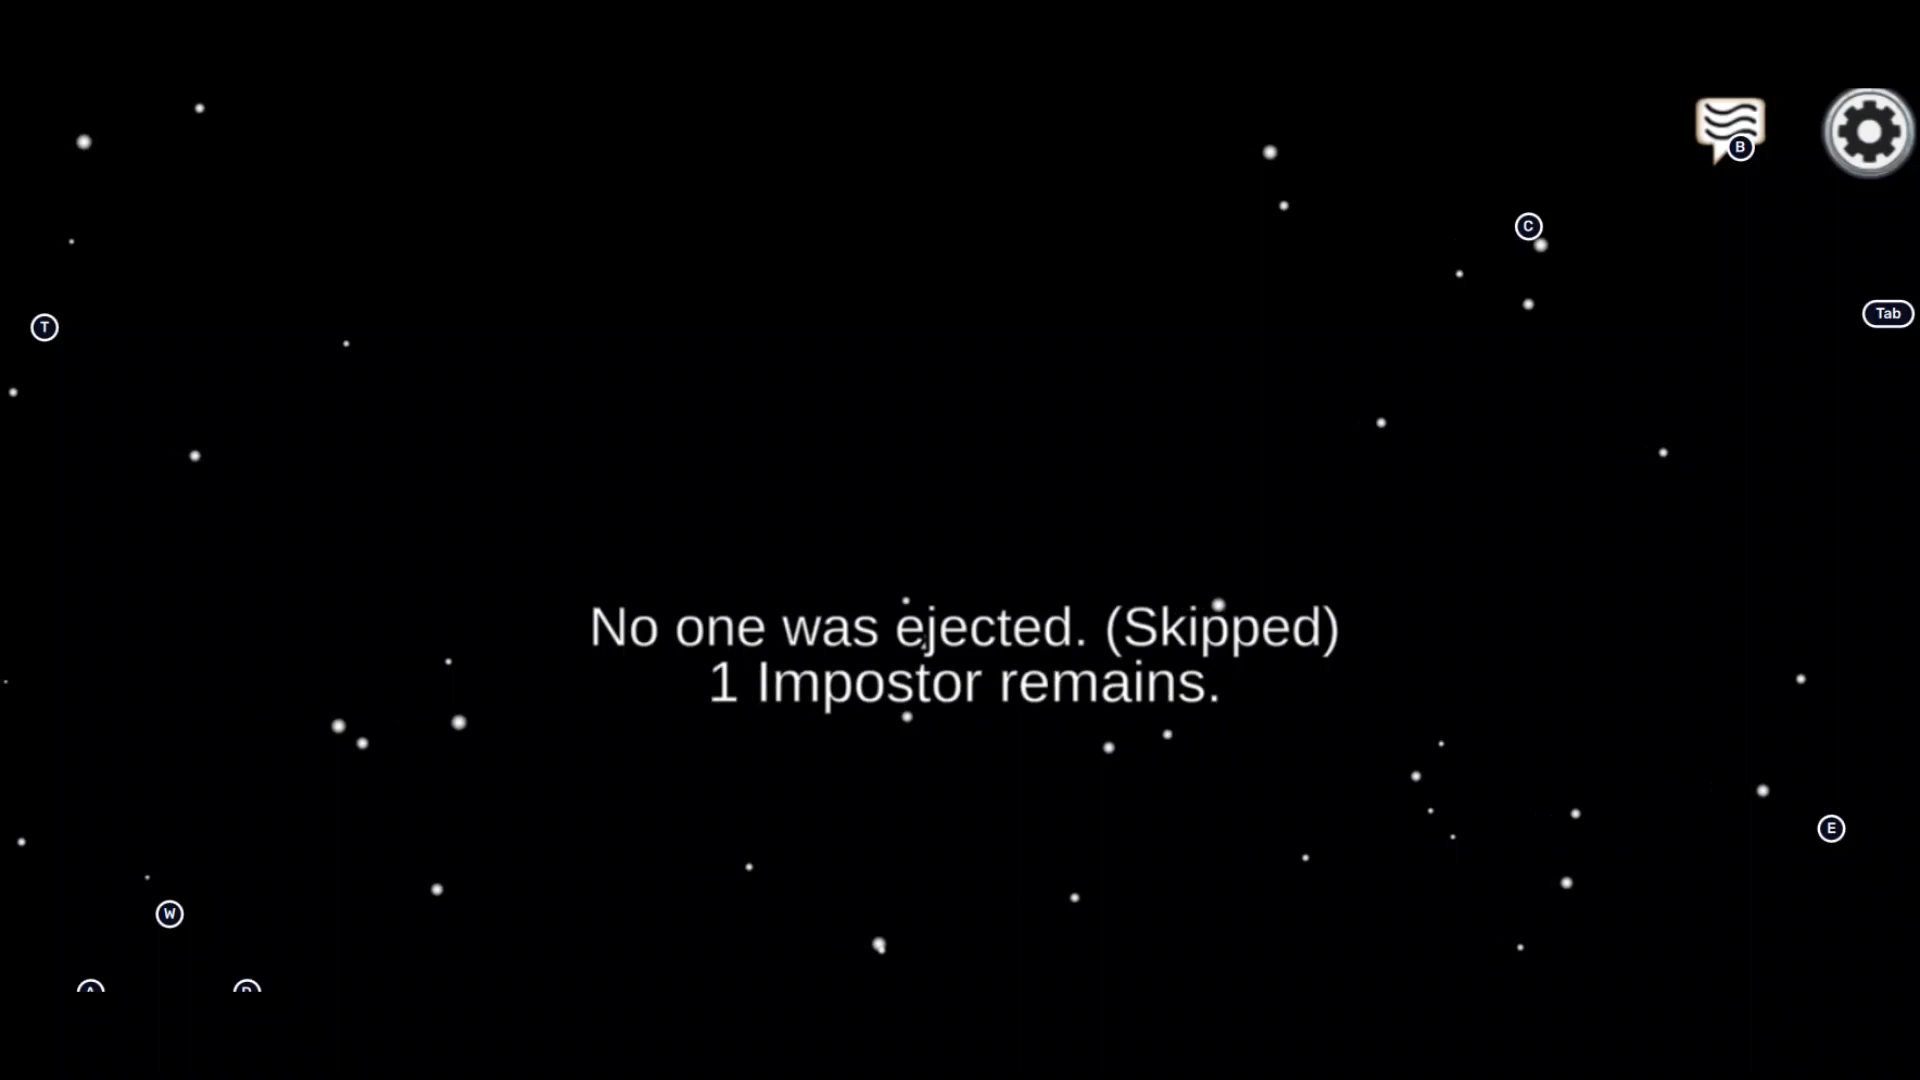 B
C
Tab
T
No one was ejected. (Skipped)
1 Impostor remains.
E
W